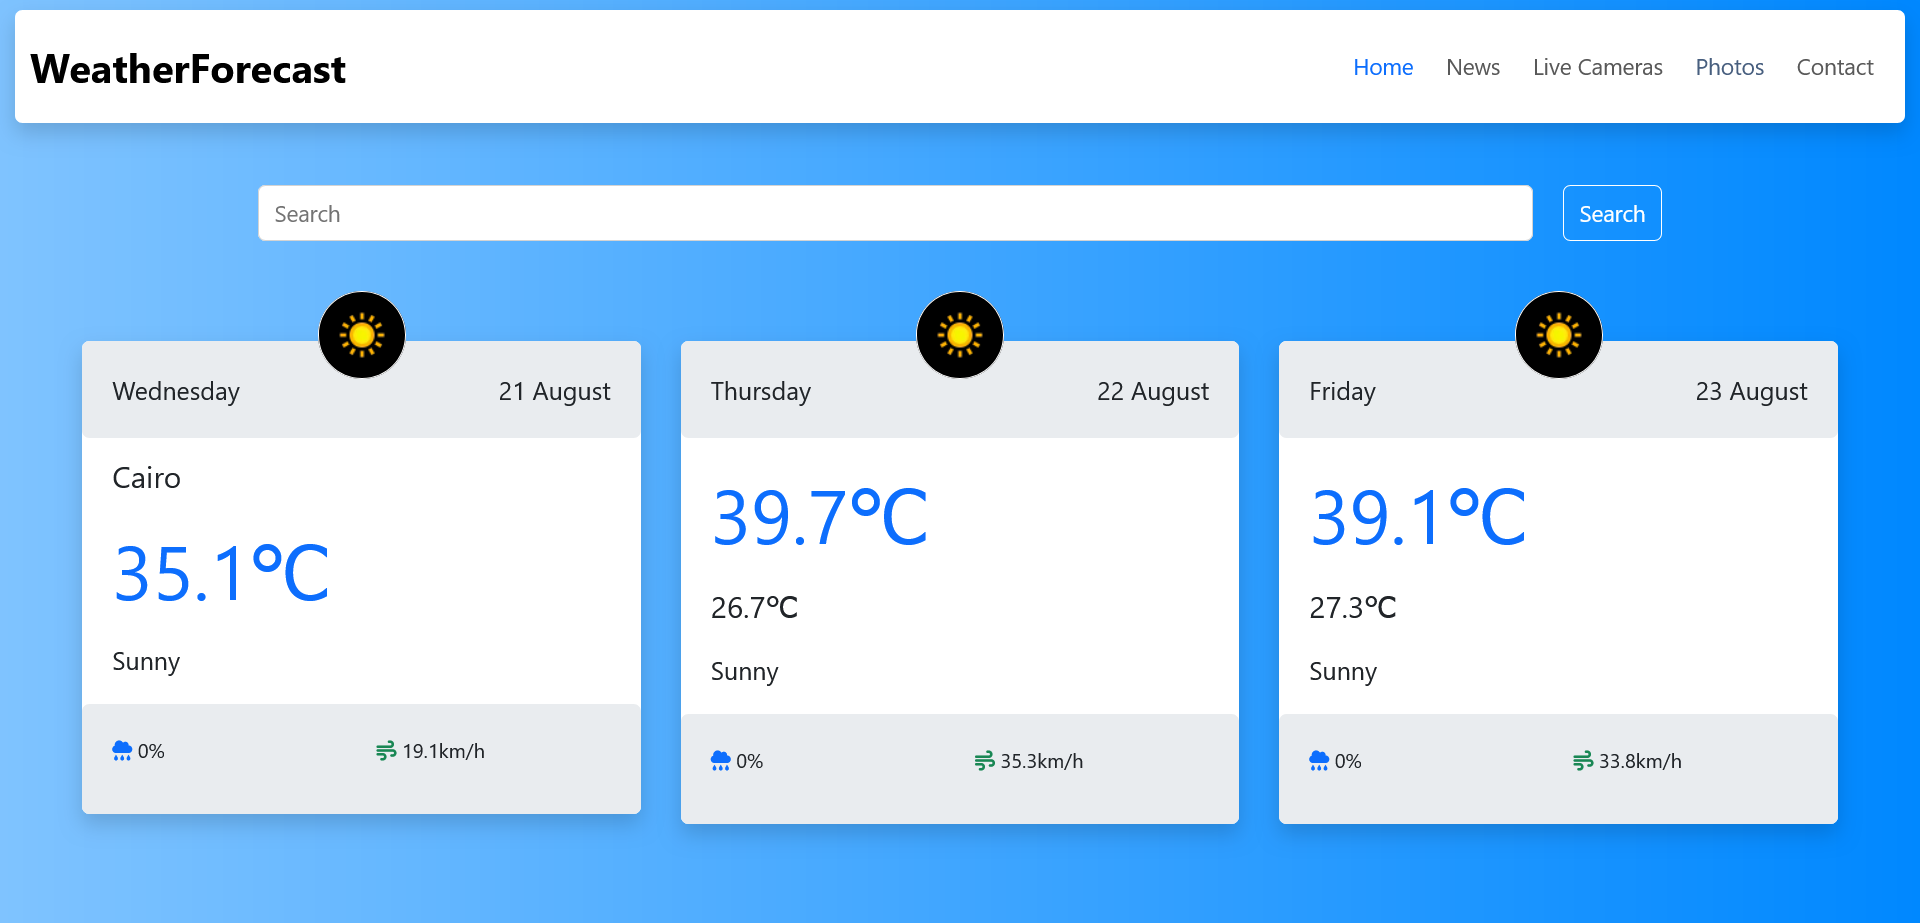 WeatherForecast
Home News Live Cameras Photos Contact
Search Search
Wednesday 21 August
Cairo
35.1°C
Sunny
0% 19.1km/h
Thursday 22 August
39.7°C
26.7°C
Sunny
0% 35.3km/h
Friday 23 August
39.1°C
27.3°C
Sunny
0% 33.8km/h